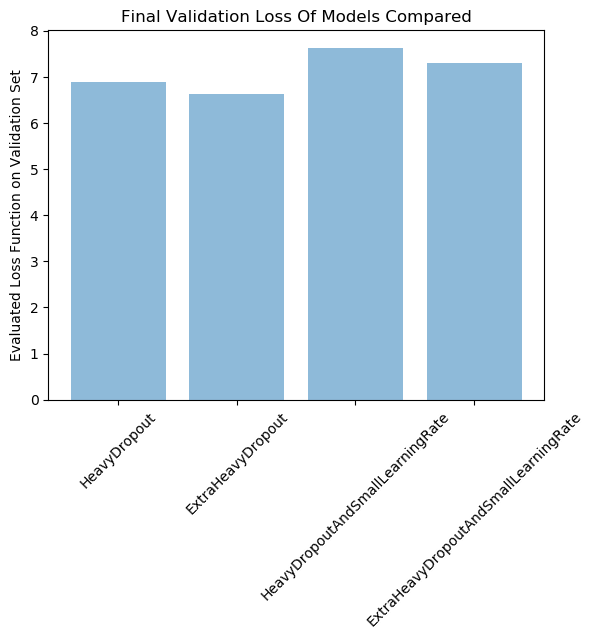 Final Validation Loss Of Models Compared
Evaluated Loss Function on Validation Set
8
7
6
5
4
3
2
1
0
HeavyDropout
ExtraHeavyDropout
HeavyDropoutAndSmallLearningRate
ExtraHeavyDropoutAndSmallLearningRate